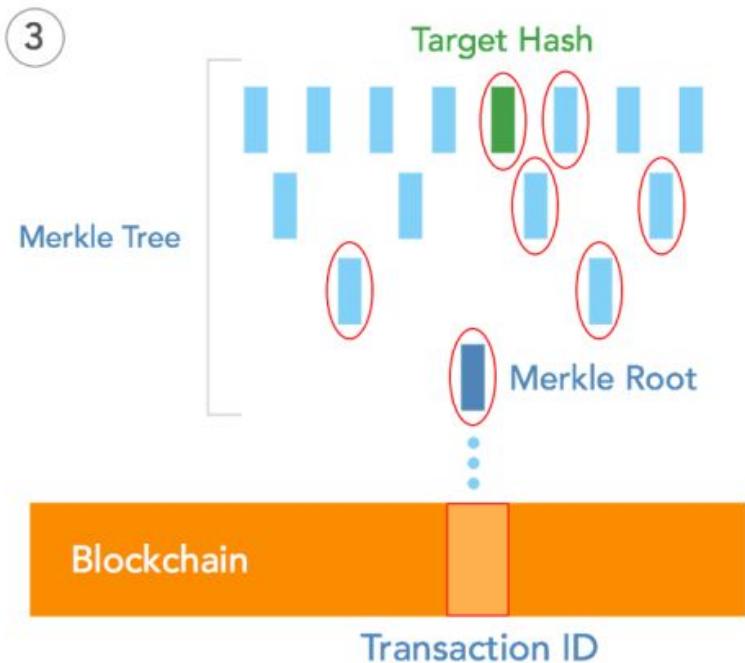 3
Target Hash
Merkle Tree
Merkle Root
Blockchain
Transaction ID